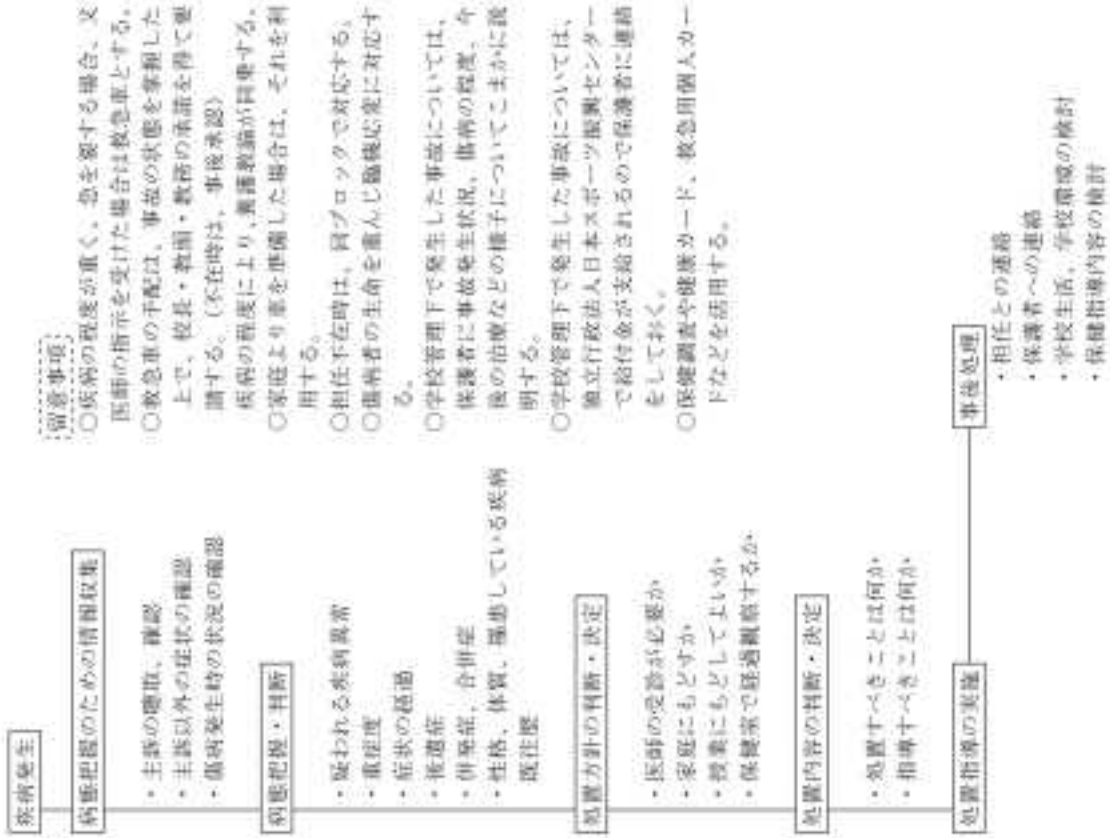 疾病発生
病態把握のための情報収集
・主訴の聴取、確認
・主訴以外の症状の確認
・傷病発生時の状況の確認
病態把握・判断
・疑われる疾病異常
・重症度
・症状の経過
・後遺症
・併発症、合併症
・性格、体質、罹患している疾病
既往歴
処置方針の判断・決定
・医師の受診が必要か
・家庭にもどすか
・授業にもどしてよいか
・保健室で経過観察するか
処置内容の判断・決定
・処置すべきことは何か
・指導すべきことは何か
処置指導の実施
事後処理
・担任との連絡
・保護者への連絡
・学校生活、学校環境の検討
・保健指導内容の検討
留意事項
○疾病の程度が重く、急を要する場合、又
医師の指示を受けた場合は救急車とする。
○救急車の手配は、事故の状態を掌握した
上で、校長・教頭・教務の承諾を得て要
請する。（不在時は、事後承認）
疾病の程度により、養護教諭が同乗する。
○家庭より車を準備した場合は、それを利
用する。
○担任不在時は、同ブロックで対応する。
○傷病者の生命を重んじ臨機応変に対応す
る。
○学校管理下で発生した事故については、
保護者に事故発生状況、傷病の程度、今
後の治療などの様子についてこまかに説
明する。
○学校管理下で発生した事故については、
独立行政法人日本スポーツ振興センター
で給付金が支給されるので保護者に連絡
をしておく。
○保健調査や健康カード、救急用個人カー
ドなどを活用する。